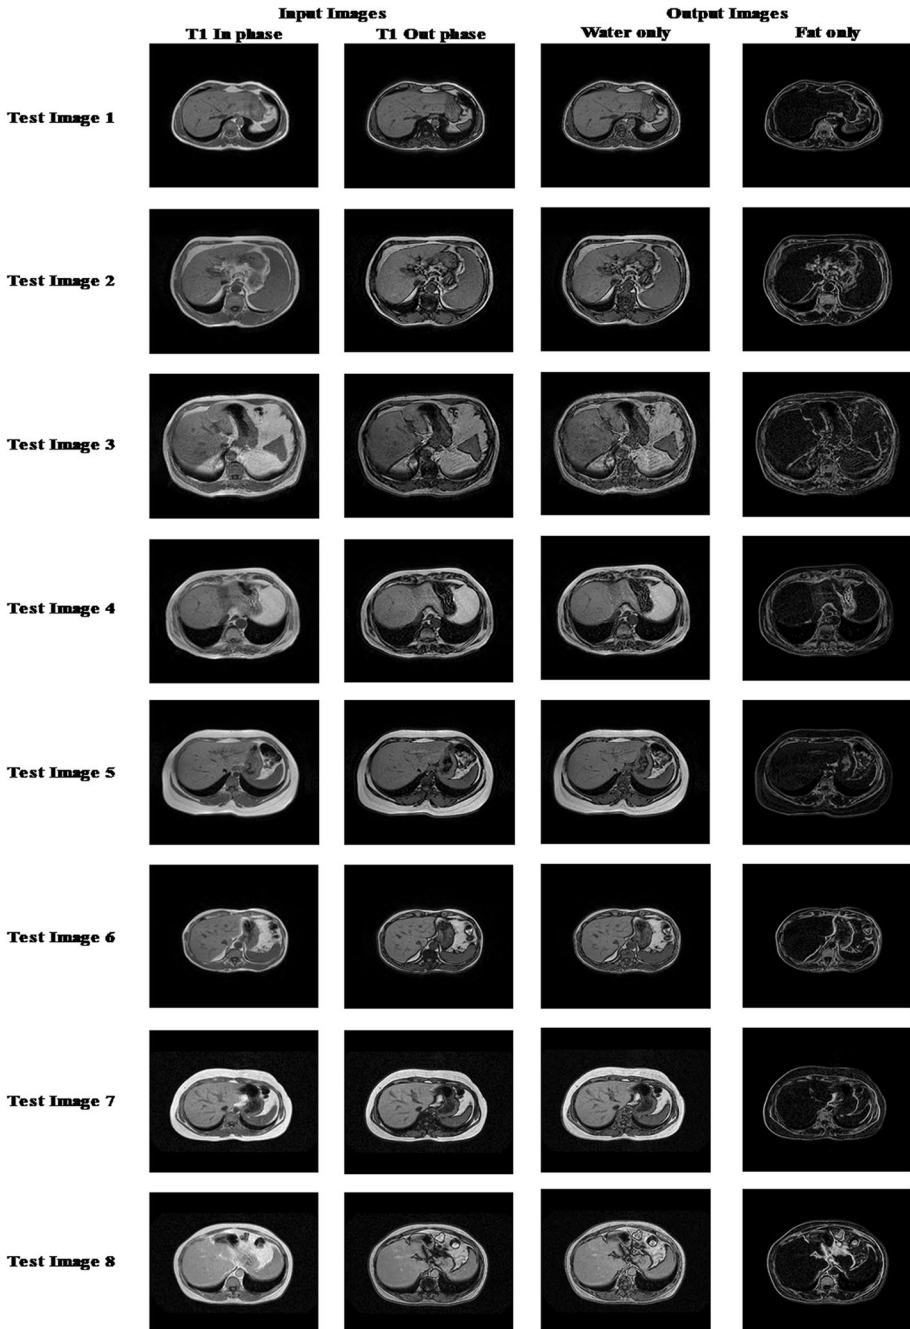 Input Images Output Images
T1 In phase T1 Out phase Water only Fat only
Test Image 1
Test Image 2
Test Image 3
Test Image 4
Test Image 5
Test Image 6
Test Image 7
Test Image 8